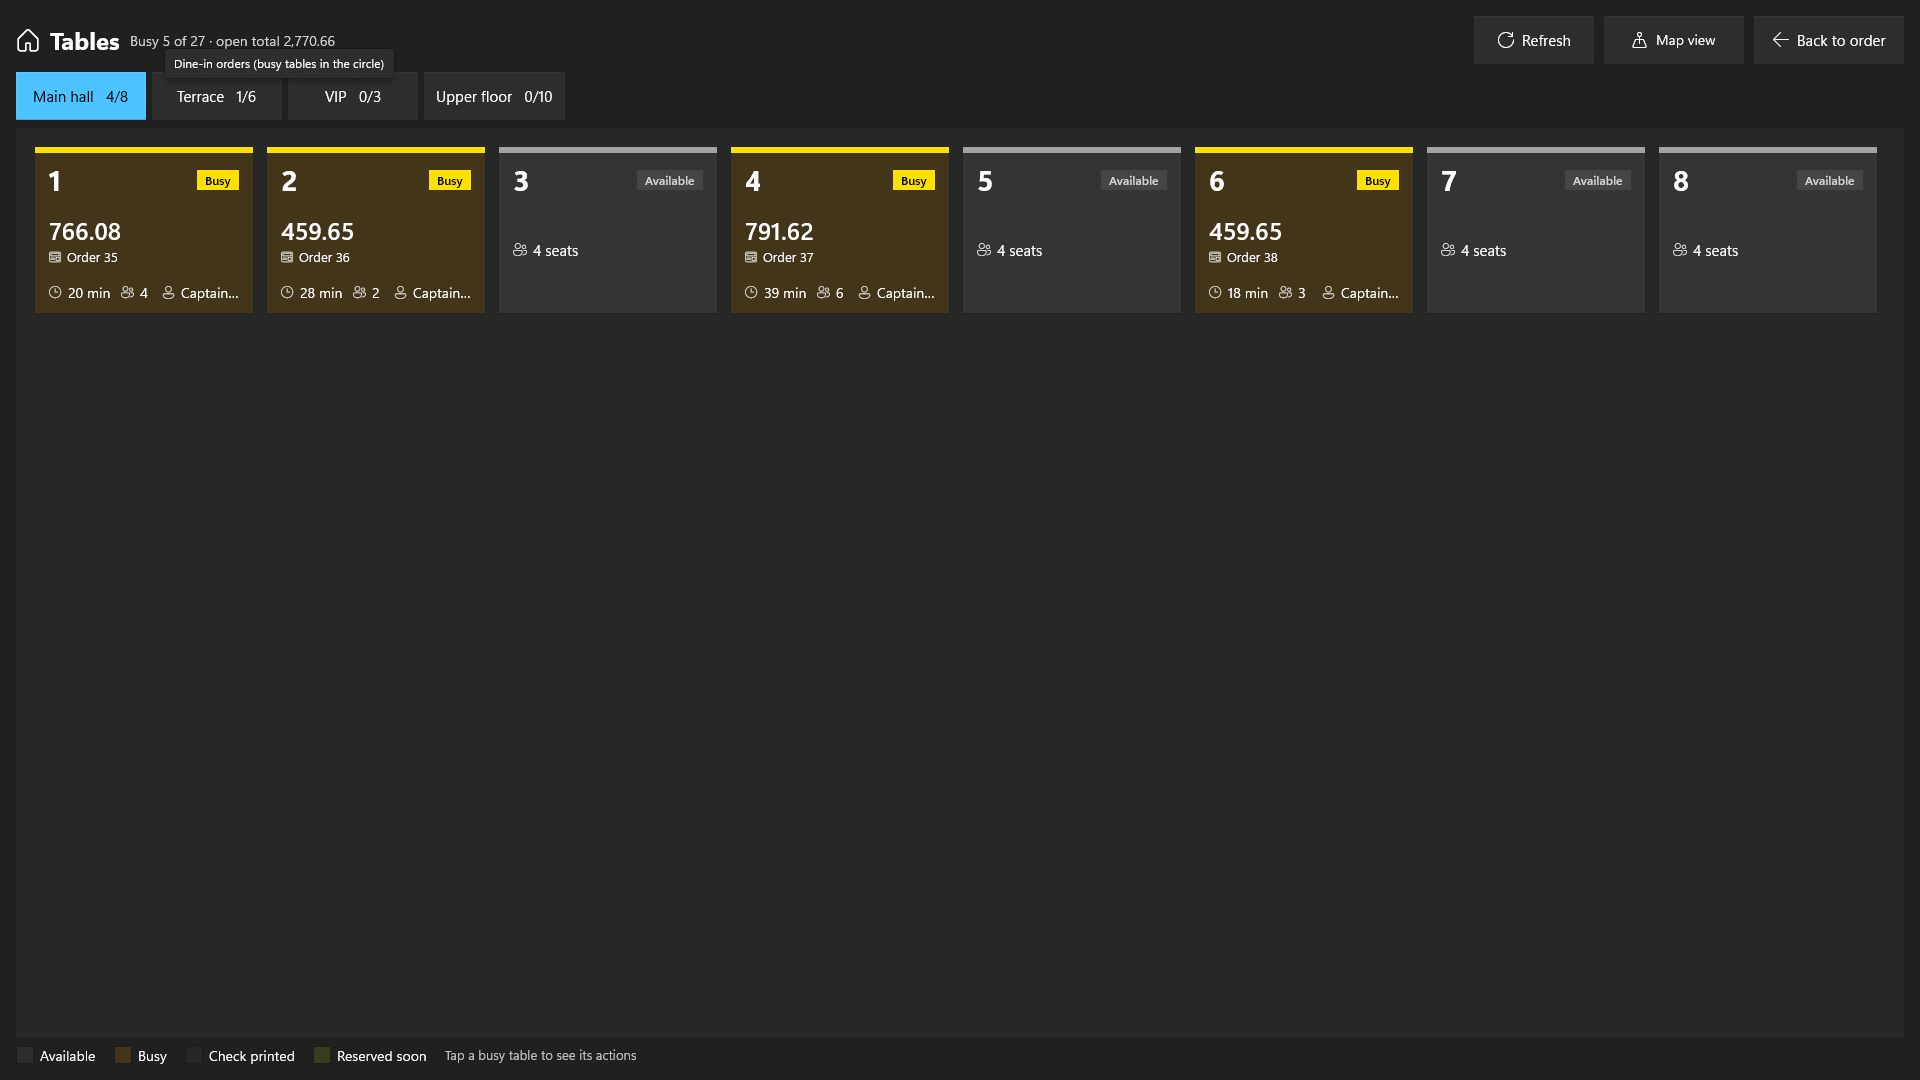 Tables Busy 5 of 27 · open total 2,770.66
Refresh
Map view
Back to order
Dine-in orders (busy tables in the circle)
Main hall 4/8
Terrace 1/6
VIP 0/3
Upper floor 0/10
1 Busy
766.08
Order 35
20 min 4 Captain...
2 Busy
459.65
Order 36
28 min 2 Captain...
3 Available
4 seats
4 Busy
791.62
Order 37
39 min 6 Captain...
5 Available
4 seats
6 Busy
459.65
Order 38
18 min 3 Captain...
7 Available
4 seats
8 Available
4 seats
Available Busy Check printed Reserved soon Tap a busy table to see its actions